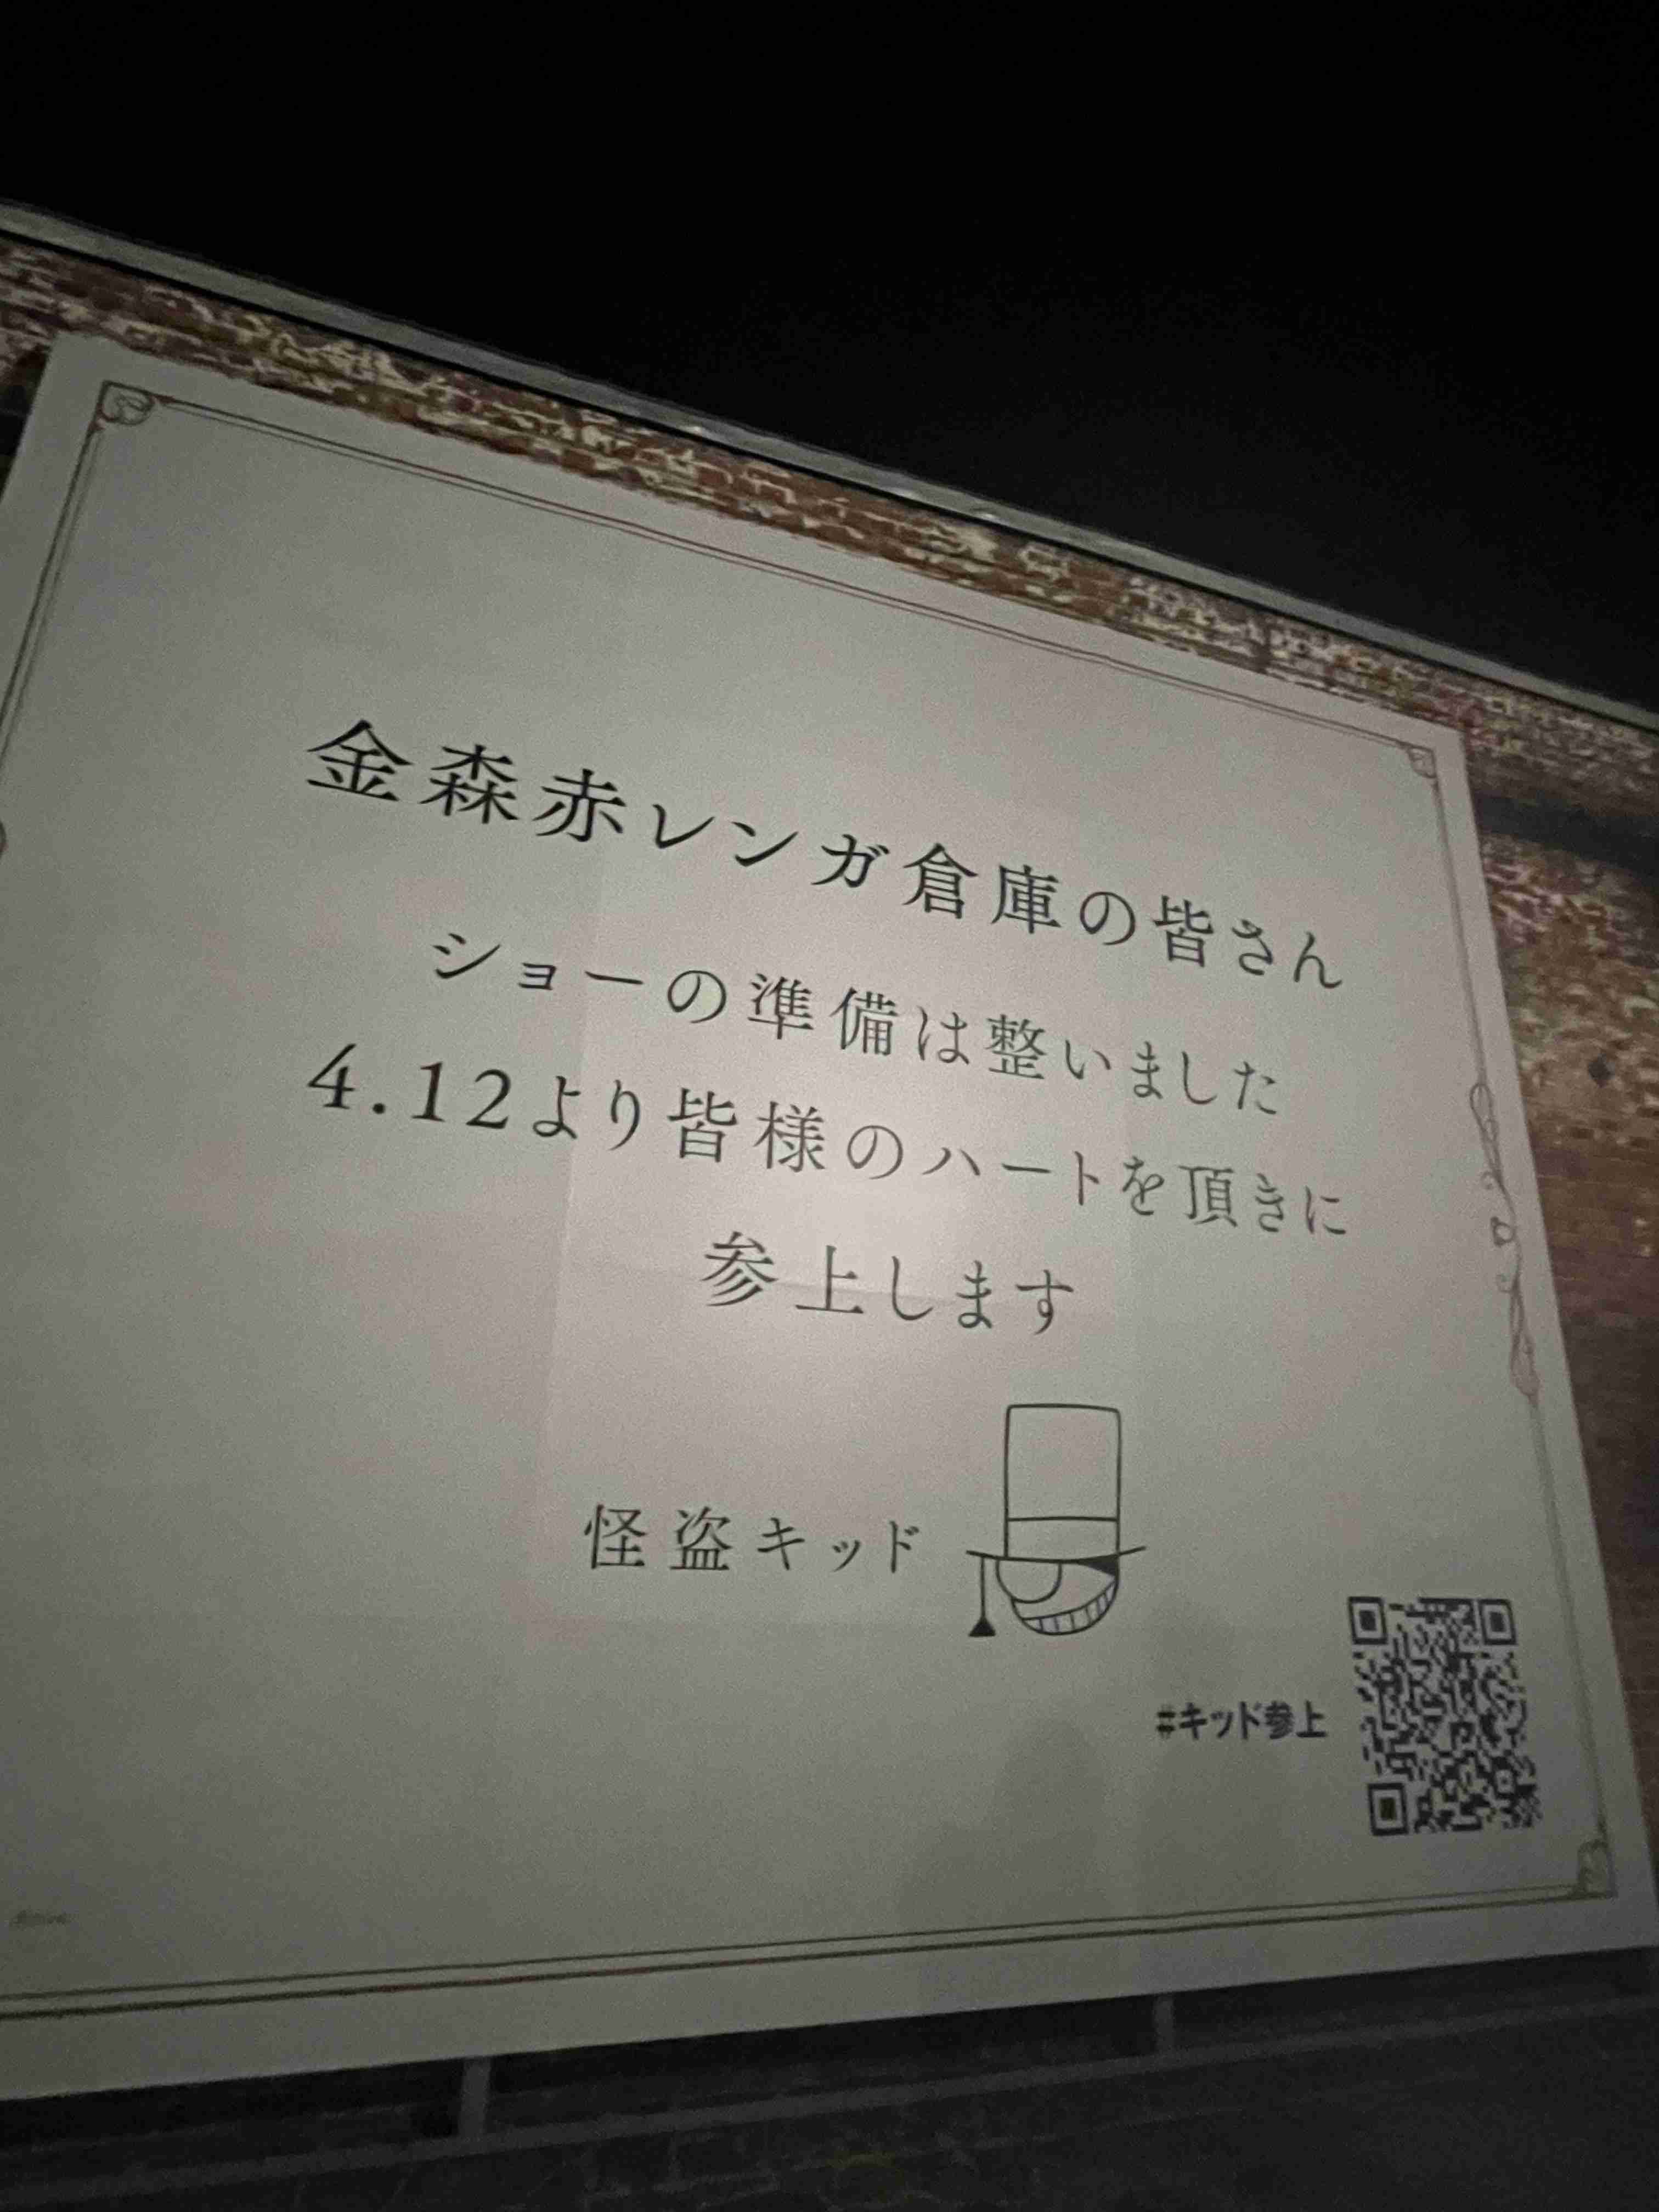 金森赤レンガ倉庫の皆さん
ショーの準備は整いました
4.12より皆様のハートを頂きに
参上します
怪盗キッド
#キッド参上